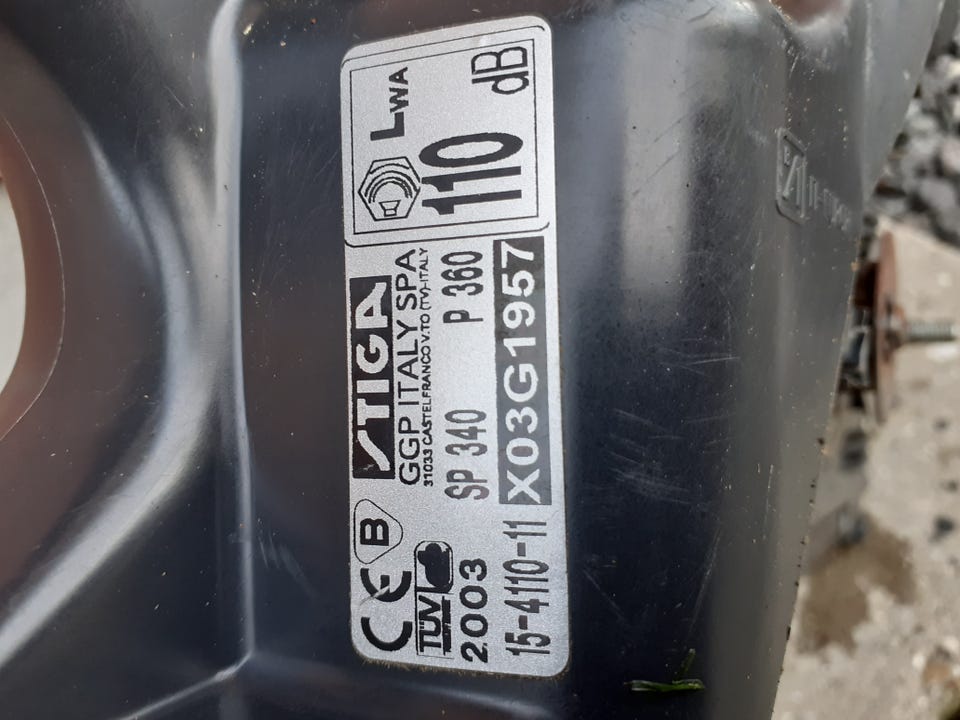 CE B
TÜV
2003
15-4110-11
STIGA
GGP ITALY SPA
31033 CASTELFRANCO V.TO (TV)-ITALY
SP 340 P 360
X03G1957
LWA
110
dB